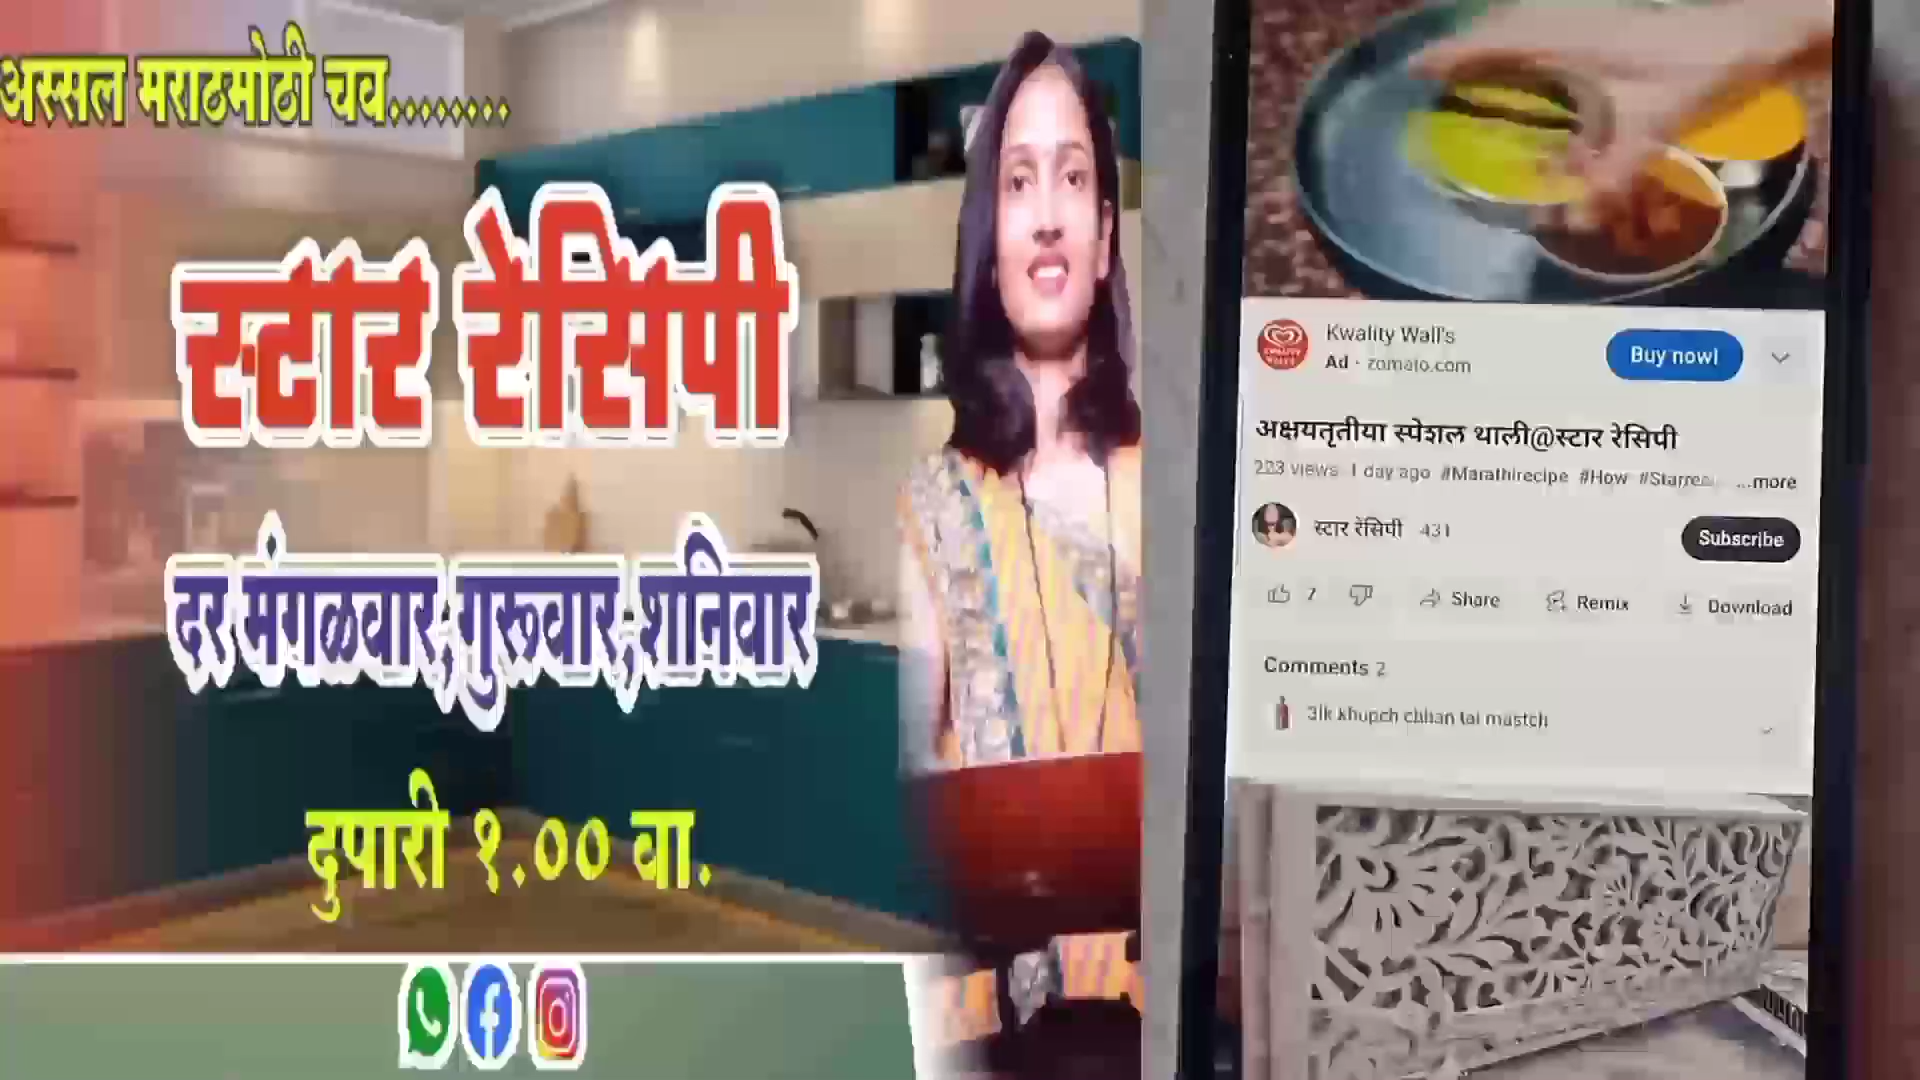 अस्सल मराठमोठी चव........
स्टार रेसिपी
दर मंगळवार,गुरूवार,शनिवार
दुपारी १.०० वा.
Kwality Wall's
Ad · zomato.com
Buy now!
अक्षयतृतीया स्पेशल थाली@स्टार रेसिपी
223 views 1 day ago #Marathirecipe #How ...more
स्टार रेसिपी 431
Subscribe
7 Share Remix Download
Comments 2
khupch chhan tai mastch